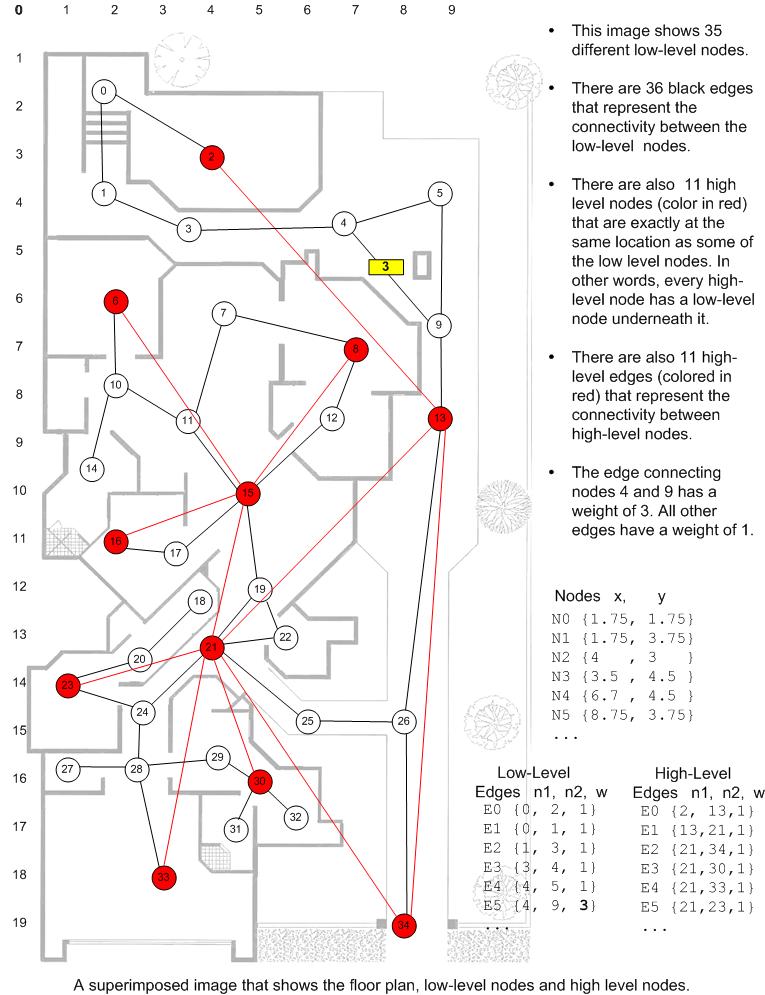 0 1 2 3 4 5 6 7 8 9
1
2
3
4
5
6
7
8
9
10
11
12
13
14
15
16
17
18
19
0
2
1
5
4
3
3
6
7
9
8
10
11
12
13
14
15
16
17
19
18
22
21
20
23
24
25
26
29
27
28
30
32
31
33
34
• This image shows 35
different low-level nodes.
• There are 36 black edges
that represent the
connectivity between the
low-level nodes.
• There are also 11 high
level nodes (color in red)
that are exactly at the
same location as some of
the low level nodes. In
other words, every high-
level node has a low-level
node underneath it.
• There are also 11 high-
level edges (colored in
red) that represent the
connectivity between
high-level nodes.
• The edge connecting
nodes 4 and 9 has a
weight of 3. All other
edges have a weight of 1.
Nodes x, y
N0 {1.75, 1.75}
N1 {1.75, 3.75}
N2 {4 , 3 }
N3 {3.5 , 4.5 }
N4 {6.7 , 4.5 }
N5 {8.75, 3.75}
...
Low-Level
Edges n1, n2, w
E0 {0, 2, 1}
E1 {0, 1, 1}
E2 {1, 3, 1}
E3 {3, 4, 1}
E4 {4, 5, 1}
E5 {4, 9, 3}
...
High-Level
Edges n1, n2, w
E0 {2, 13,1}
E1 {13,21,1}
E2 {21,34,1}
E3 {21,30,1}
E4 {21,33,1}
E5 {21,23,1}
...
A superimposed image that shows the floor plan, low-level nodes and high level nodes.